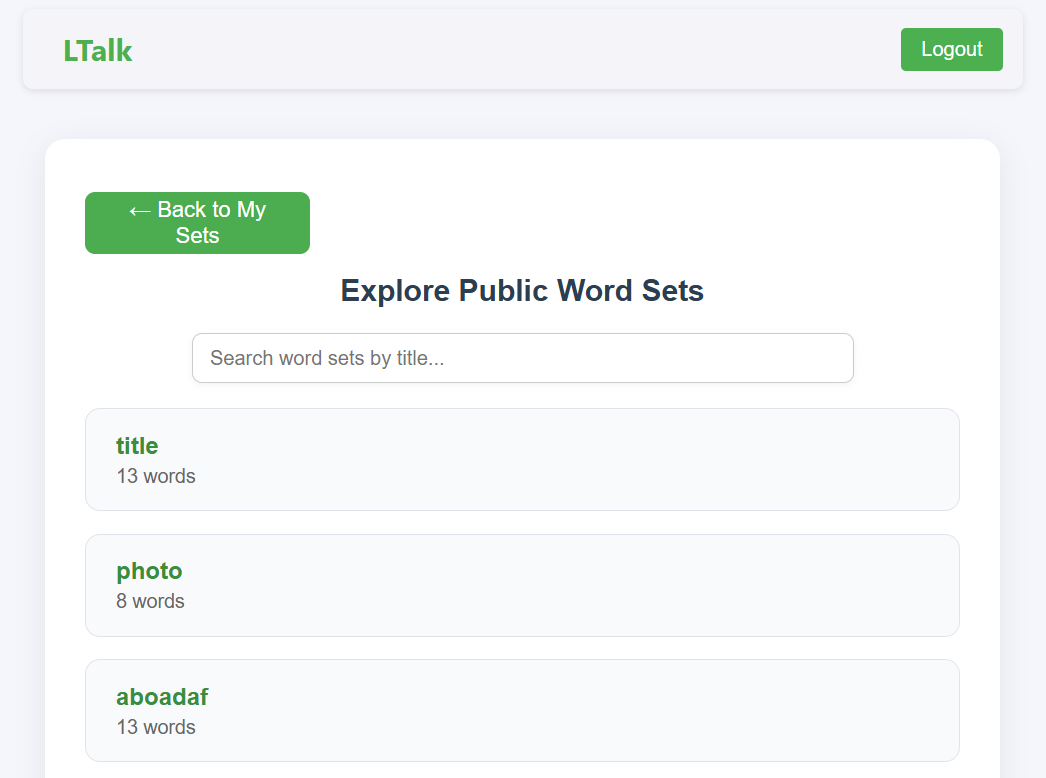 LTalk
Logout
← Back to My
Sets
Explore Public Word Sets
Search word sets by title...
title
13 words
photo
8 words
aboadaf
13 words